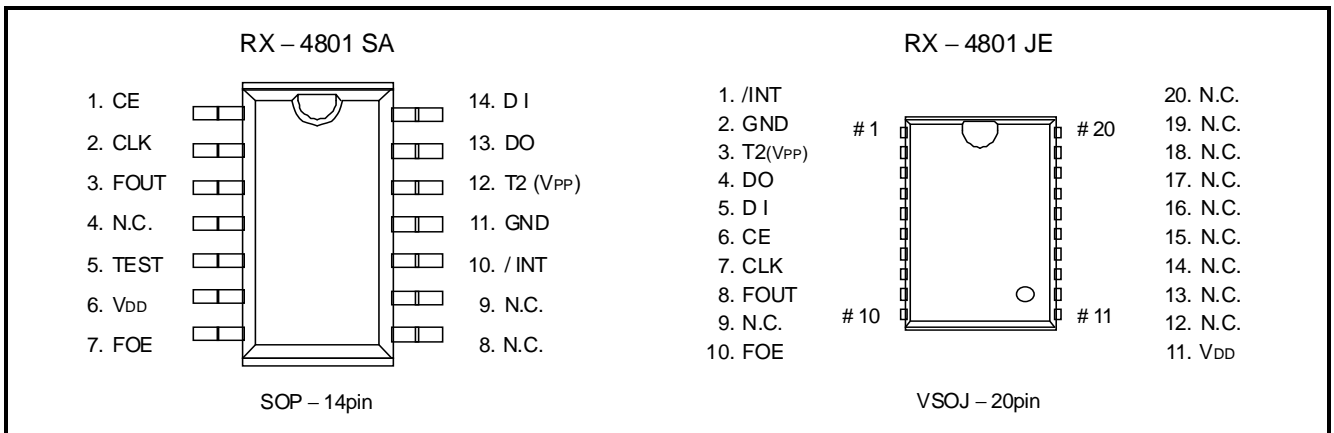 RX – 4801 SA
1. CE
2. CLK
3. FOUT
4. N.C.
5. TEST
6. VDD
7. FOE
14. D I
13. DO
12. T2 (VPP)
11. GND
10. / INT
9. N.C.
8. N.C.
SOP – 14pin
RX – 4801 JE
1. /INT
2. GND
3. T2(VPP)
4. DO
5. D I
6. CE
7. CLK
8. FOUT
9. N.C.
10. FOE
# 1
# 10
# 20
# 11
20. N.C.
19. N.C.
18. N.C.
17. N.C.
16. N.C.
15. N.C.
14. N.C.
13. N.C.
12. N.C.
11. VDD
VSOJ – 20pin